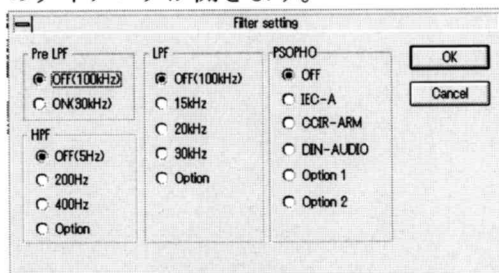 Filter setting
Pre LPF
OFF(100kHz)
ON(30kHz)
HPF
OFF(5Hz)
200Hz
400Hz
Option
LPF
OFF(100kHz)
15kHz
20kHz
30kHz
Option
PSOPHO
OFF
IEC-A
CCIR-ARM
DIN-AUDIO
Option 1
Option 2
OK
Cancel